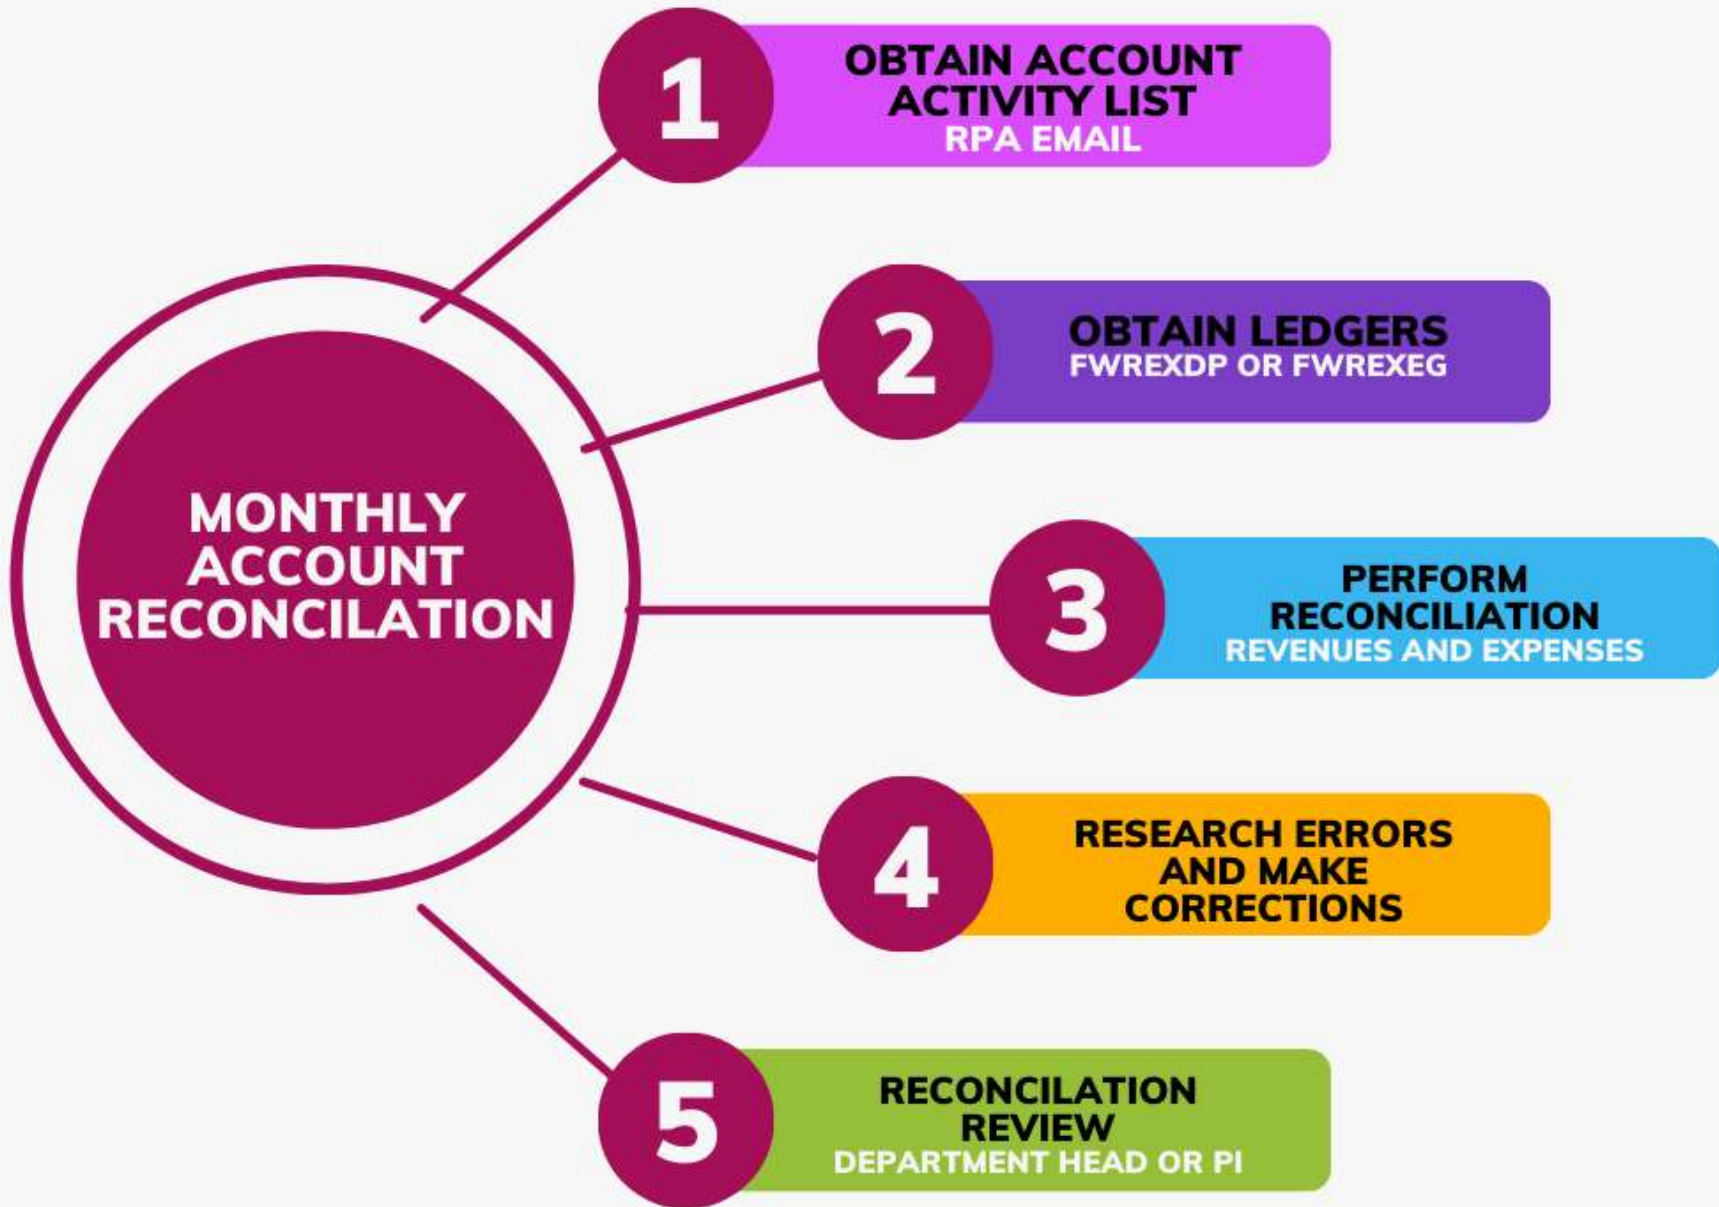 1
OBTAIN ACCOUNT
ACTIVITY LIST
RPA EMAIL
2
OBTAIN LEDGERS
FWREXDP OR FWREXEG
MONTHLY
ACCOUNT
RECONCILATION
3
PERFORM
RECONCILIATION
REVENUES AND EXPENSES
4
RESEARCH ERRORS
AND MAKE
CORRECTIONS
5
RECONCILATION
REVIEW
DEPARTMENT HEAD OR PI